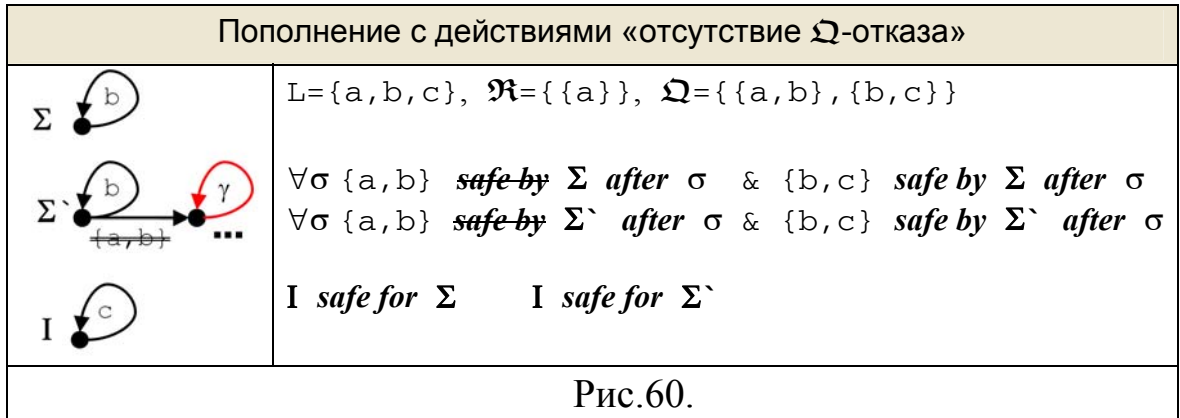 Пополнение с действиями «отсутствие 𝔔-отказа»
Σ b
L={a,b,c}, ℜ={{a}}, 𝔔={{a,b},{b,c}}
Σ` b γ
{a,b} ...
∀σ {a,b} safe by Σ after σ & {b,c} safe by Σ after σ
∀σ {a,b} safe by Σ` after σ & {b,c} safe by Σ` after σ
I c
I safe for Σ I safe for Σ`
Рис.60.